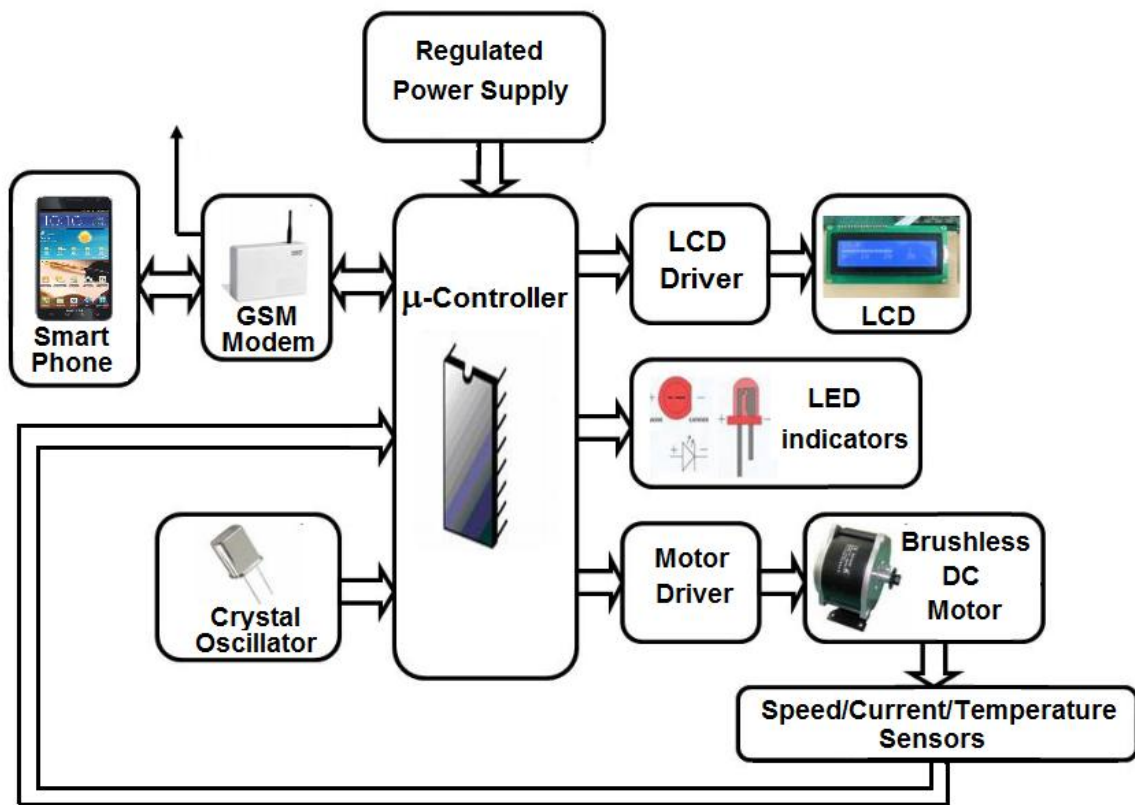 Regulated
Power Supply
Smart
Phone
GSM
Modem
μ-Controller
LCD
Driver
LCD
LED
indicators
Crystal
Oscillator
Motor
Driver
Brushless
DC
Motor
Speed/Current/Temperature
Sensors